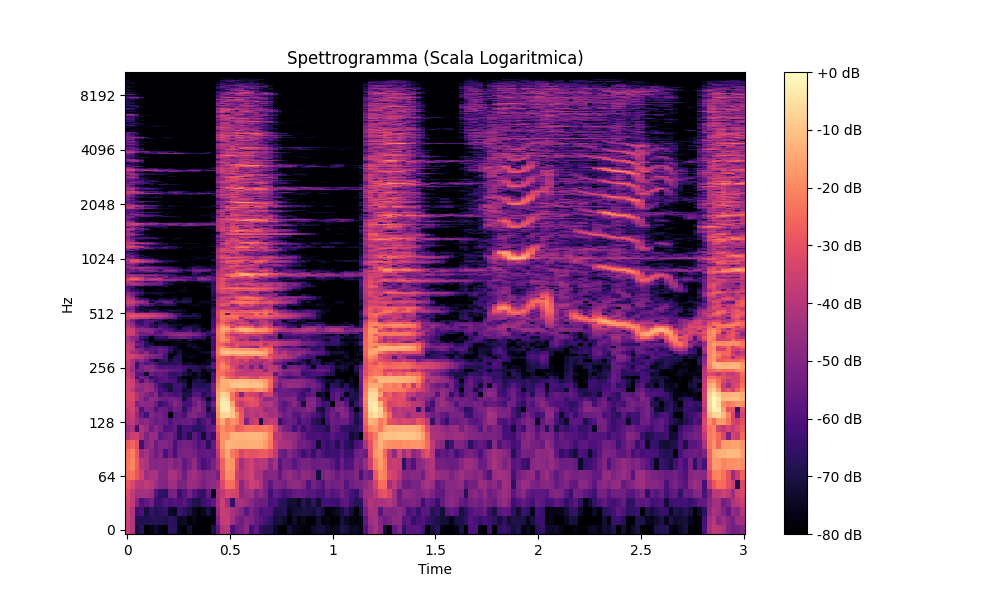 Spettrogramma (Scala Logaritmica)
Hz
8192
4096
2048
1024
512
256
128
64
0
0 0.5 1 1.5 2 2.5 3
Time
+0 dB
-10 dB
-20 dB
-30 dB
-40 dB
-50 dB
-60 dB
-70 dB
-80 dB